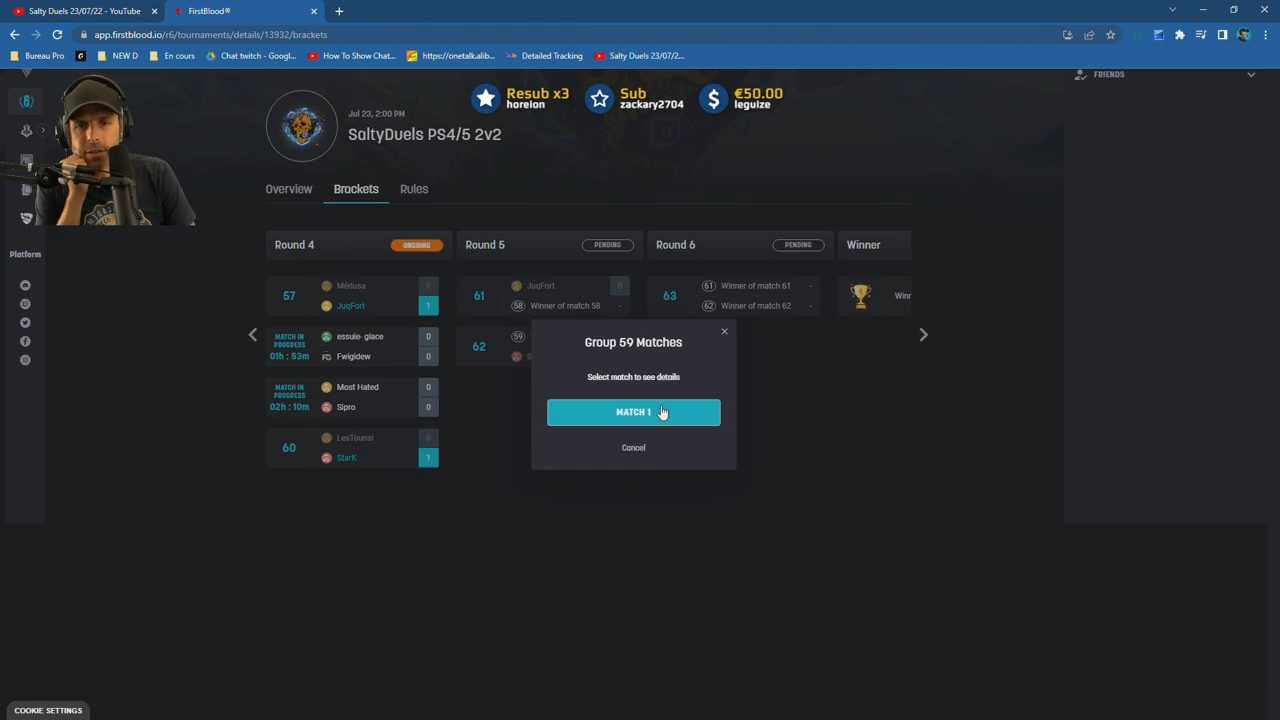 Salty Duels 23/07/22 - YouTube
FirstBlood®
app.firstblood.io/r6/tournaments/details/13932/brackets
Bureau Pro
NEW D
En cours
Chat twitch - Googl...
How To Show Chat...
https://onetalk.alib...
Detailed Tracking
Salty Duels 23/07/2...
FRIENDS
Resub x3
horeion
Sub
zackary2704
€50.00
leguize
Jul 23, 2:00 PM
SaltyDuels PS4/5 2v2
Overview
Brackets
Rules
Platform
Round 4
ONGOING
Round 5
PENDING
Round 6
PENDING
Winner
57
Médusa
0
JuqFort
1
61
JuqFort
0
58
Winner of match 58
-
63
61
Winner of match 61
-
62
Winner of match 62
-
Winr
MATCH IN PROGRESS
01h : 53m
essuie- glace
0
FG
Fwigidew
0
62
59
S
MATCH IN PROGRESS
02h : 10m
Most Hated
0
Sipro
0
60
LesTounsi
0
StarK
1
Group 59 Matches
Select match to see details
MATCH 1
Cancel
COOKIE SETTINGS